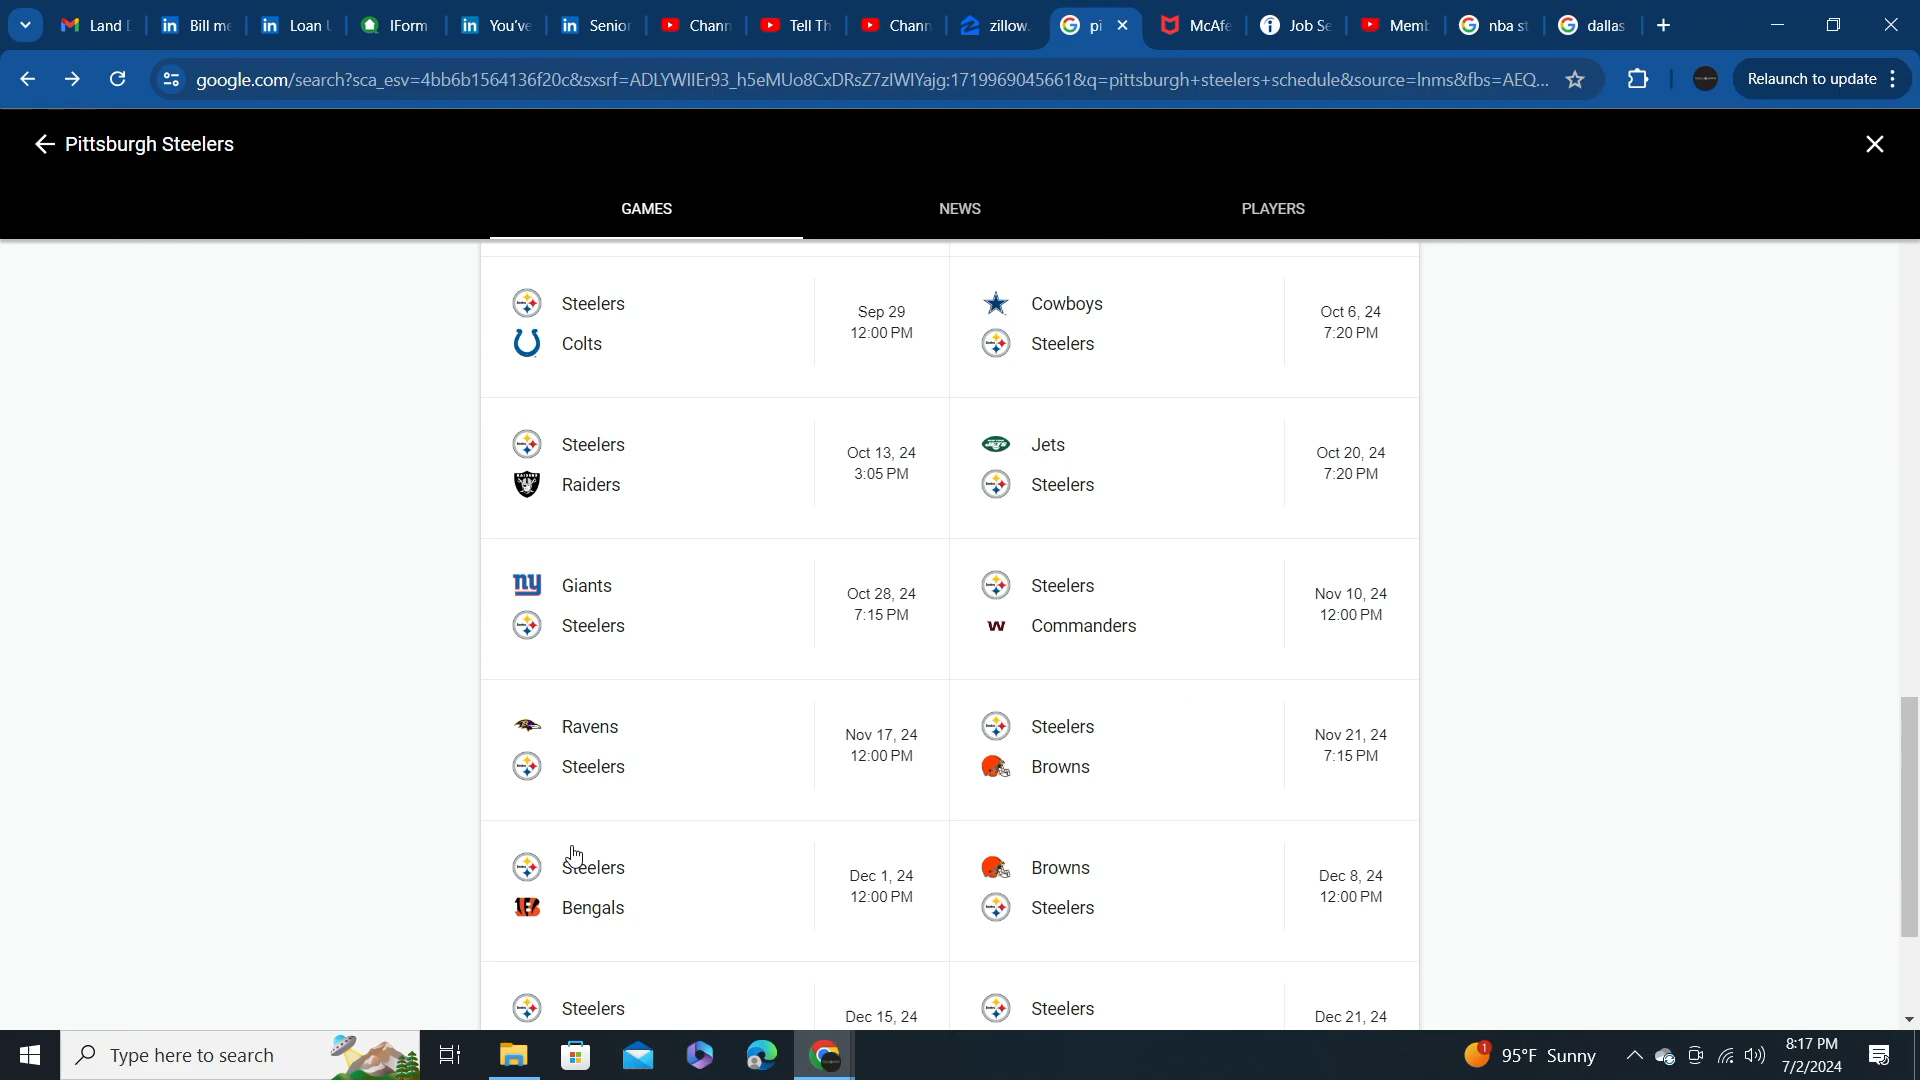 Land D
Bill me
Loan U
IForm
You've
Senior
Chann
Tell Th
Chann
zillow.
pi
McAfe
Job Se
Memb
nba st
dallas
google.com/search?sca_esv=4bb6b1564136f20c&sxsrf=ADLYWIIEr93_h5eMUo8CxDRsZ7zIWIYajg:1719969045661&q=pittsburgh+steelers+schedule&source=lnms&fbs=AEQ...
Relaunch to update
Pittsburgh Steelers
GAMES
NEWS
PLAYERS
Steelers
Colts
Sep 29
12:00 PM
Cowboys
Steelers
Oct 6, 24
7:20 PM
Steelers
Raiders
Oct 13, 24
3:05 PM
Jets
Steelers
Oct 20, 24
7:20 PM
Giants
Steelers
Oct 28, 24
7:15 PM
Steelers
Commanders
Nov 10, 24
12:00 PM
Ravens
Steelers
Nov 17, 24
12:00 PM
Steelers
Browns
Nov 21, 24
7:15 PM
Steelers
Bengals
Dec 1, 24
12:00 PM
Browns
Steelers
Dec 8, 24
12:00 PM
Steelers
Dec 15, 24
Steelers
Dec 21, 24
Type here to search
95°F Sunny
8:17 PM
7/2/2024